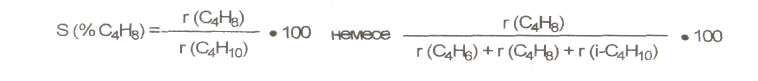 S (% C₄H₈) = r (C₄H₈) / r (C₄H₁₀) • 100 немесе r (C₄H₈) / r (C₄H₆) + r (C₄H₈) + r (i-C₄H₁₀) • 100